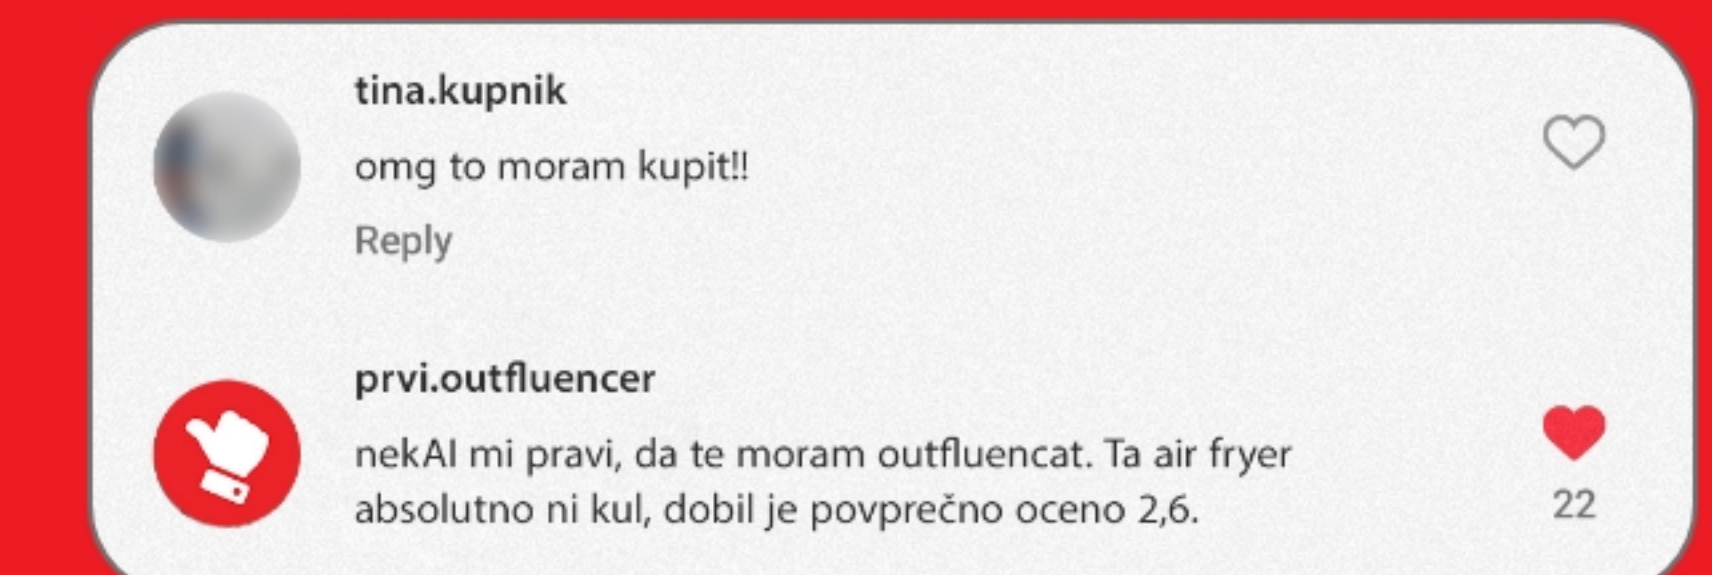 tina.kupnik
omg to moram kupit!!
Reply
prvi.outfluencer
nekAI mi pravi, da te moram outfluencat. Ta air fryer
absolutno ni kul, dobil je povprečno oceno 2,6.
22